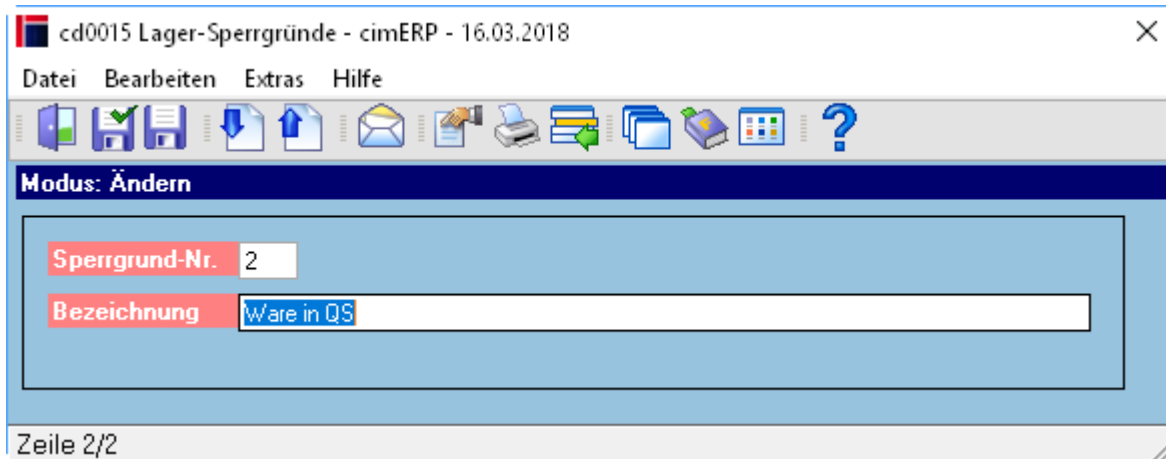 cd0015 Lager-Sperrgründe - cimERP - 16.03.2018
Datei Bearbeiten Extras Hilfe
Modus: Ändern
Sperrgrund-Nr. 2
Bezeichnung Ware in QS
Zeile 2/2